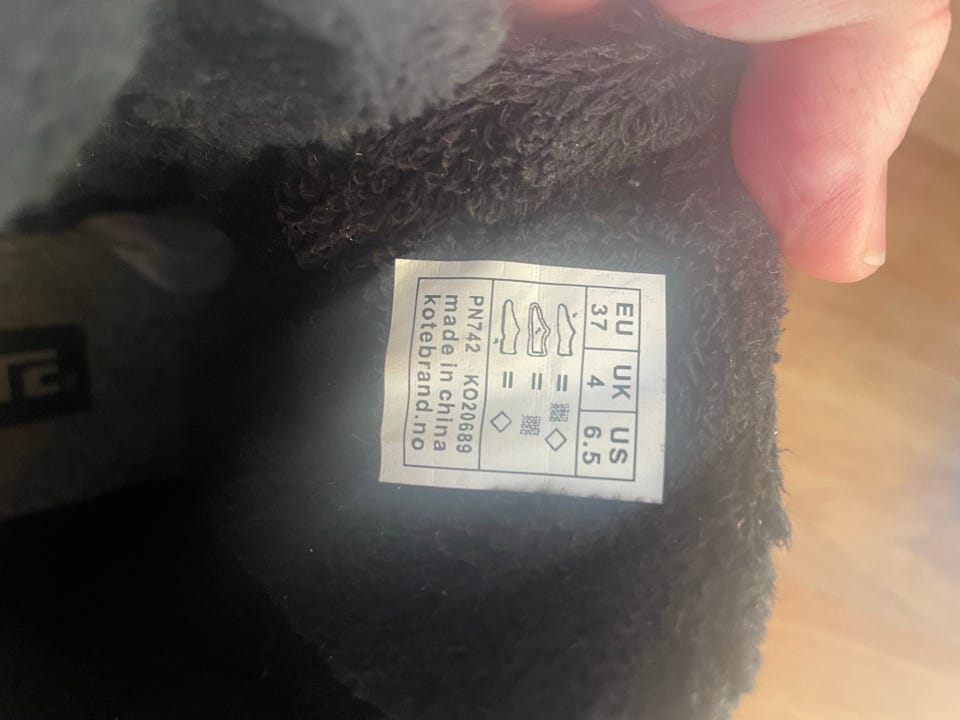 EU UK US
37 4 6.5
=
=
=
PN742 KO20689
made in china
kotebrand.no